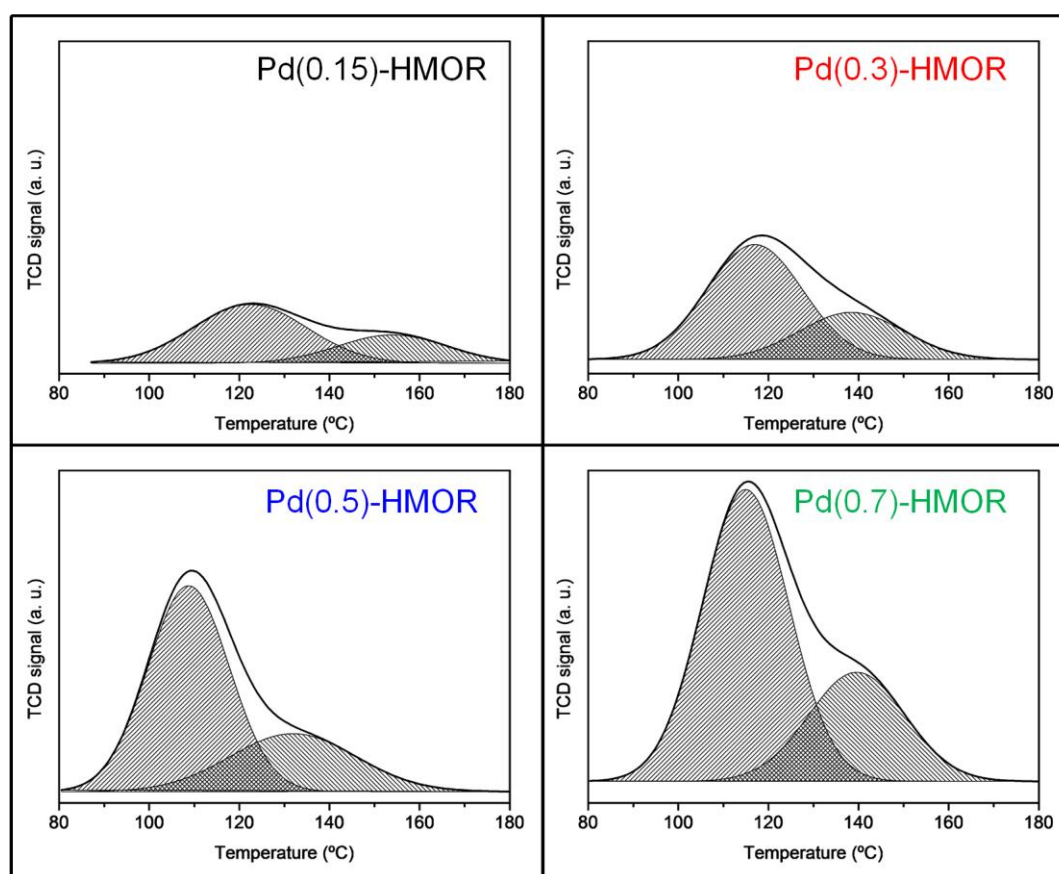 Pd(0.15)-HMOR
TCD signal (a. u.)
80 100 120 140 160 180
Temperature (ºC)
Pd(0.3)-HMOR
TCD signal (a. u.)
80 100 120 140 160 180
Temperature (ºC)
Pd(0.5)-HMOR
TCD signal (a. u.)
80 100 120 140 160 180
Temperature (ºC)
Pd(0.7)-HMOR
TCD signal (a. u.)
80 100 120 140 160 180
Temperature (ºC)